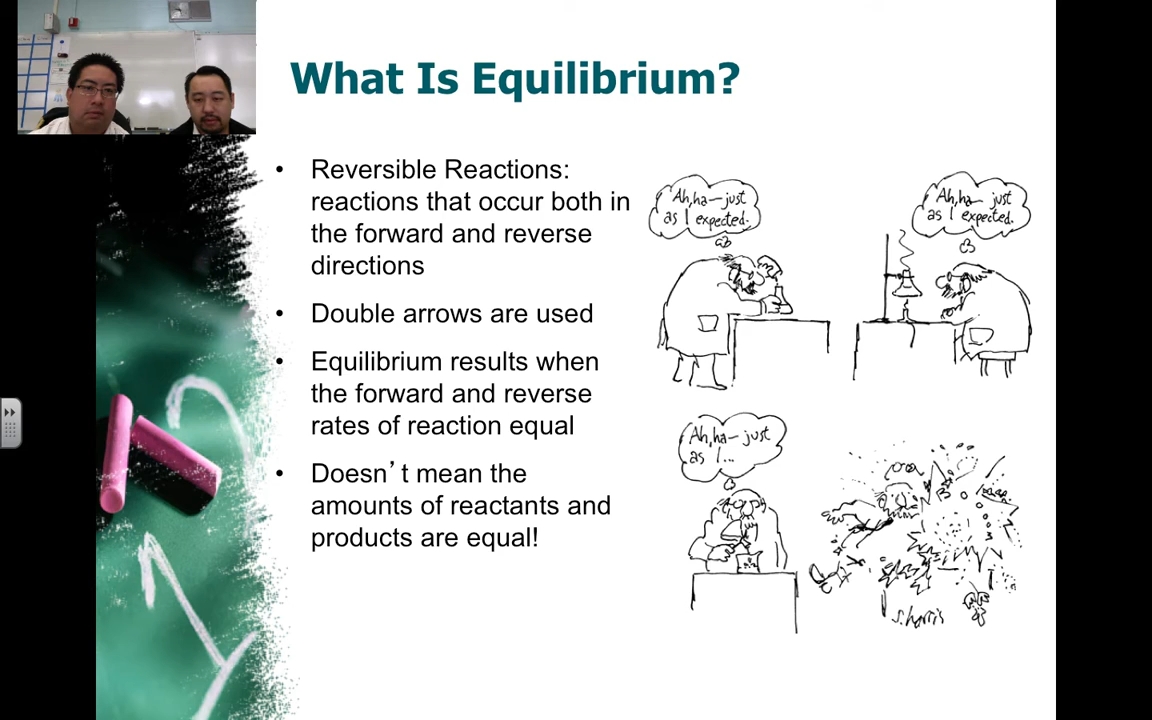 What Is Equilibrium?
• Reversible Reactions:
reactions that occur both in
the forward and reverse
directions
• Double arrows are used
• Equilibrium results when
the forward and reverse
rates of reaction equal
• Doesn’t mean the
amounts of reactants and
products are equal!
Ah, ha—just
as I expected.
Ah, ha— just
as I expected.
Ah, ha— just
as I...
S. Harris